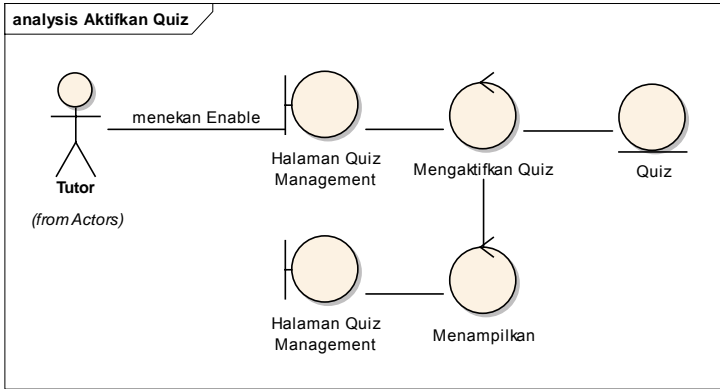 analysis Aktifkan Quiz
menekan Enable
Tutor
(from Actors)
Halaman Quiz
Management
Mengaktifkan Quiz
Quiz
Halaman Quiz
Management
Menampilkan